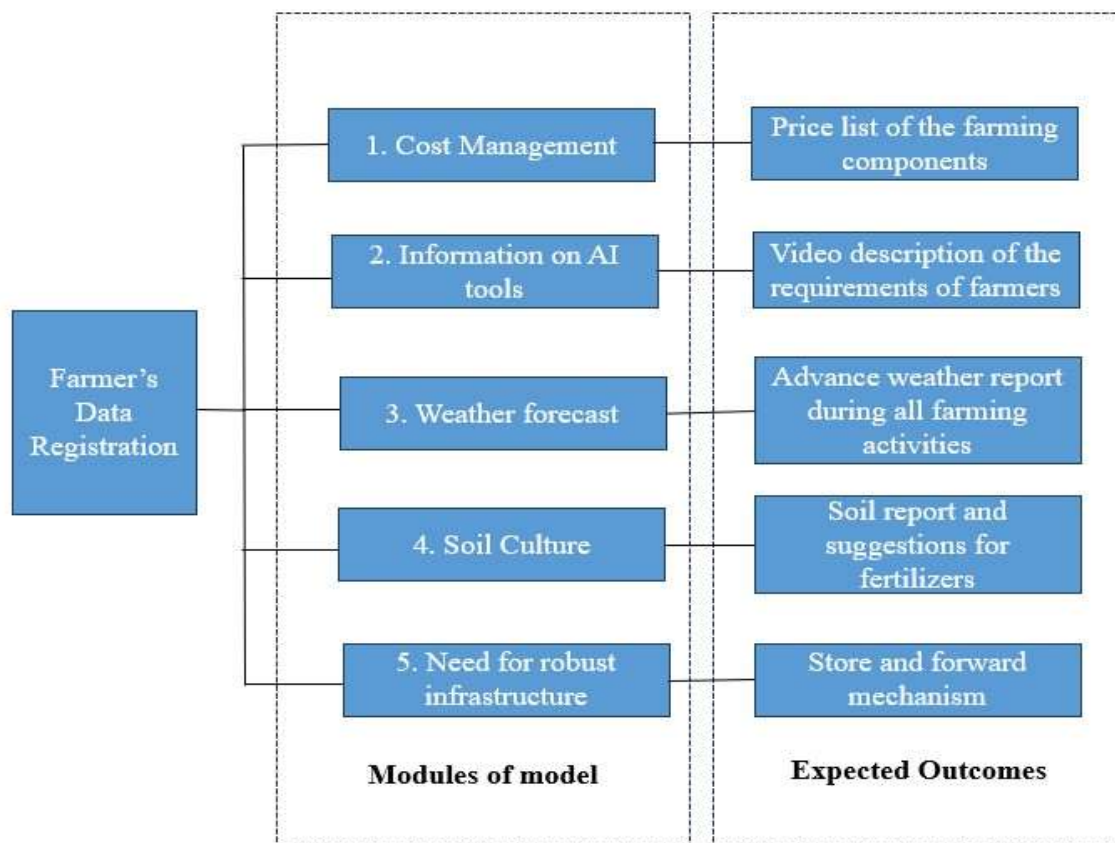 Farmer’s
Data
Registration
1. Cost Management
2. Information on AI
tools
3. Weather forecast
4. Soil Culture
5. Need for robust
infrastructure
Modules of model
Price list of the farming
components
Video description of the
requirements of farmers
Advance weather report
during all farming
activities
Soil report and
suggestions for
fertilizers
Store and forward
mechanism
Expected Outcomes